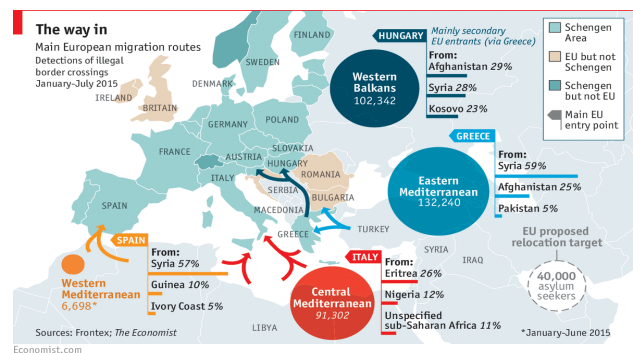 The way in
Main European migration routes
Detections of illegal
border crossings
January-July 2015
HUNGARY
Mainly secondary
EU entrants (via Greece)
Western
Balkans
102,342
From:
Afghanistan 29%
Syria 28%
Kosovo 23%
Schengen
Area
EU but not
Schengen
Schengen
but not EU
Main EU
entry point
GREECE
Eastern
Mediterranean
132,240
From:
Syria 59%
Afghanistan 25%
Pakistan 5%
EU proposed
relocation target
40,000
asylum
seekers
ITALY
Central
Mediterranean
91,302
From:
Eritrea 26%
Nigeria 12%
Unspecified
sub-Saharan Africa 11%
SPAIN
Western
Mediterranean
6,698*
From:
Syria 57%
Guinea 10%
Ivory Coast 5%
FINLAND
SWEDEN
DENMARK
IRELAND
BRITAIN
GERMANY
POLAND
FRANCE
SLOVAKIA
AUSTRIA
HUNGARY
ITALY
ROMANIA
SERBIA
BULGARIA
SPAIN
MACEDONIA
GREECE
TURKEY
SYRIA
IRAQ
LIBYA
Sources: Frontex; The Economist
*January-June 2015
Economist.com